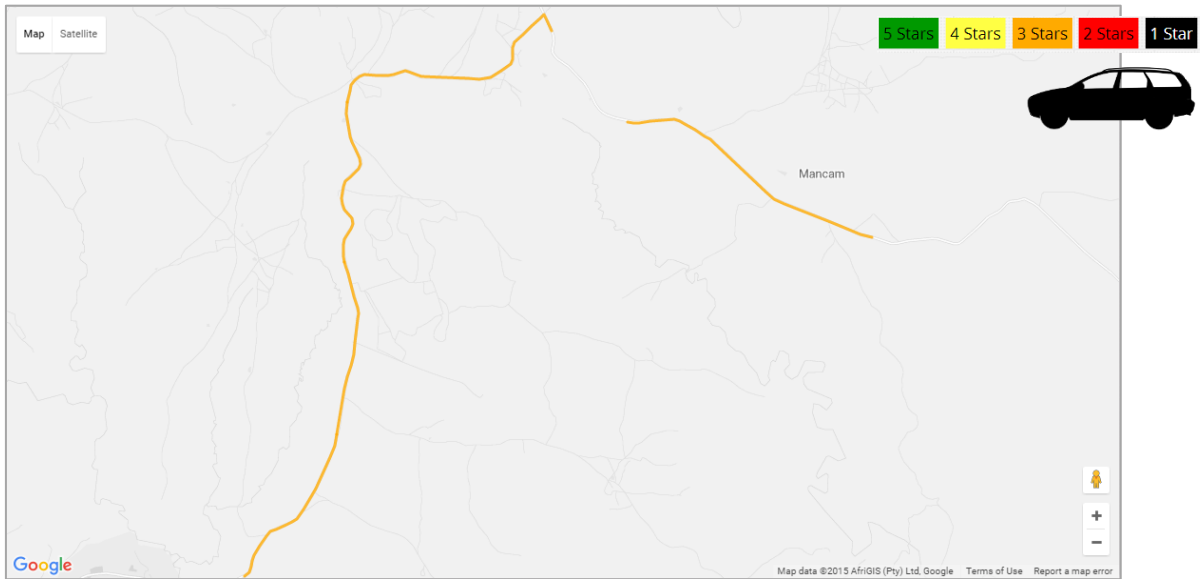 Map Satellite
5 Stars 4 Stars 3 Stars 2 Stars 1 Star
Mancam
+
−
Google
Map data ©2015 AfriGIS (Pty) Ltd, Google Terms of Use Report a map error